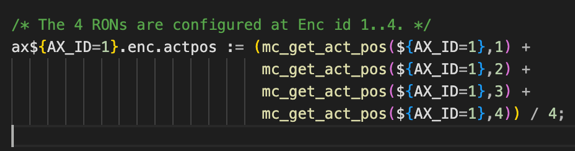 /* The 4 RONs are configured at Enc id 1..4. */
ax${AX_ID=1}.enc.actpos := (mc_get_act_pos(${AX_ID=1},1) +
mc_get_act_pos(${AX_ID=1},2) +
mc_get_act_pos(${AX_ID=1},3) +
mc_get_act_pos(${AX_ID=1},4)) / 4;